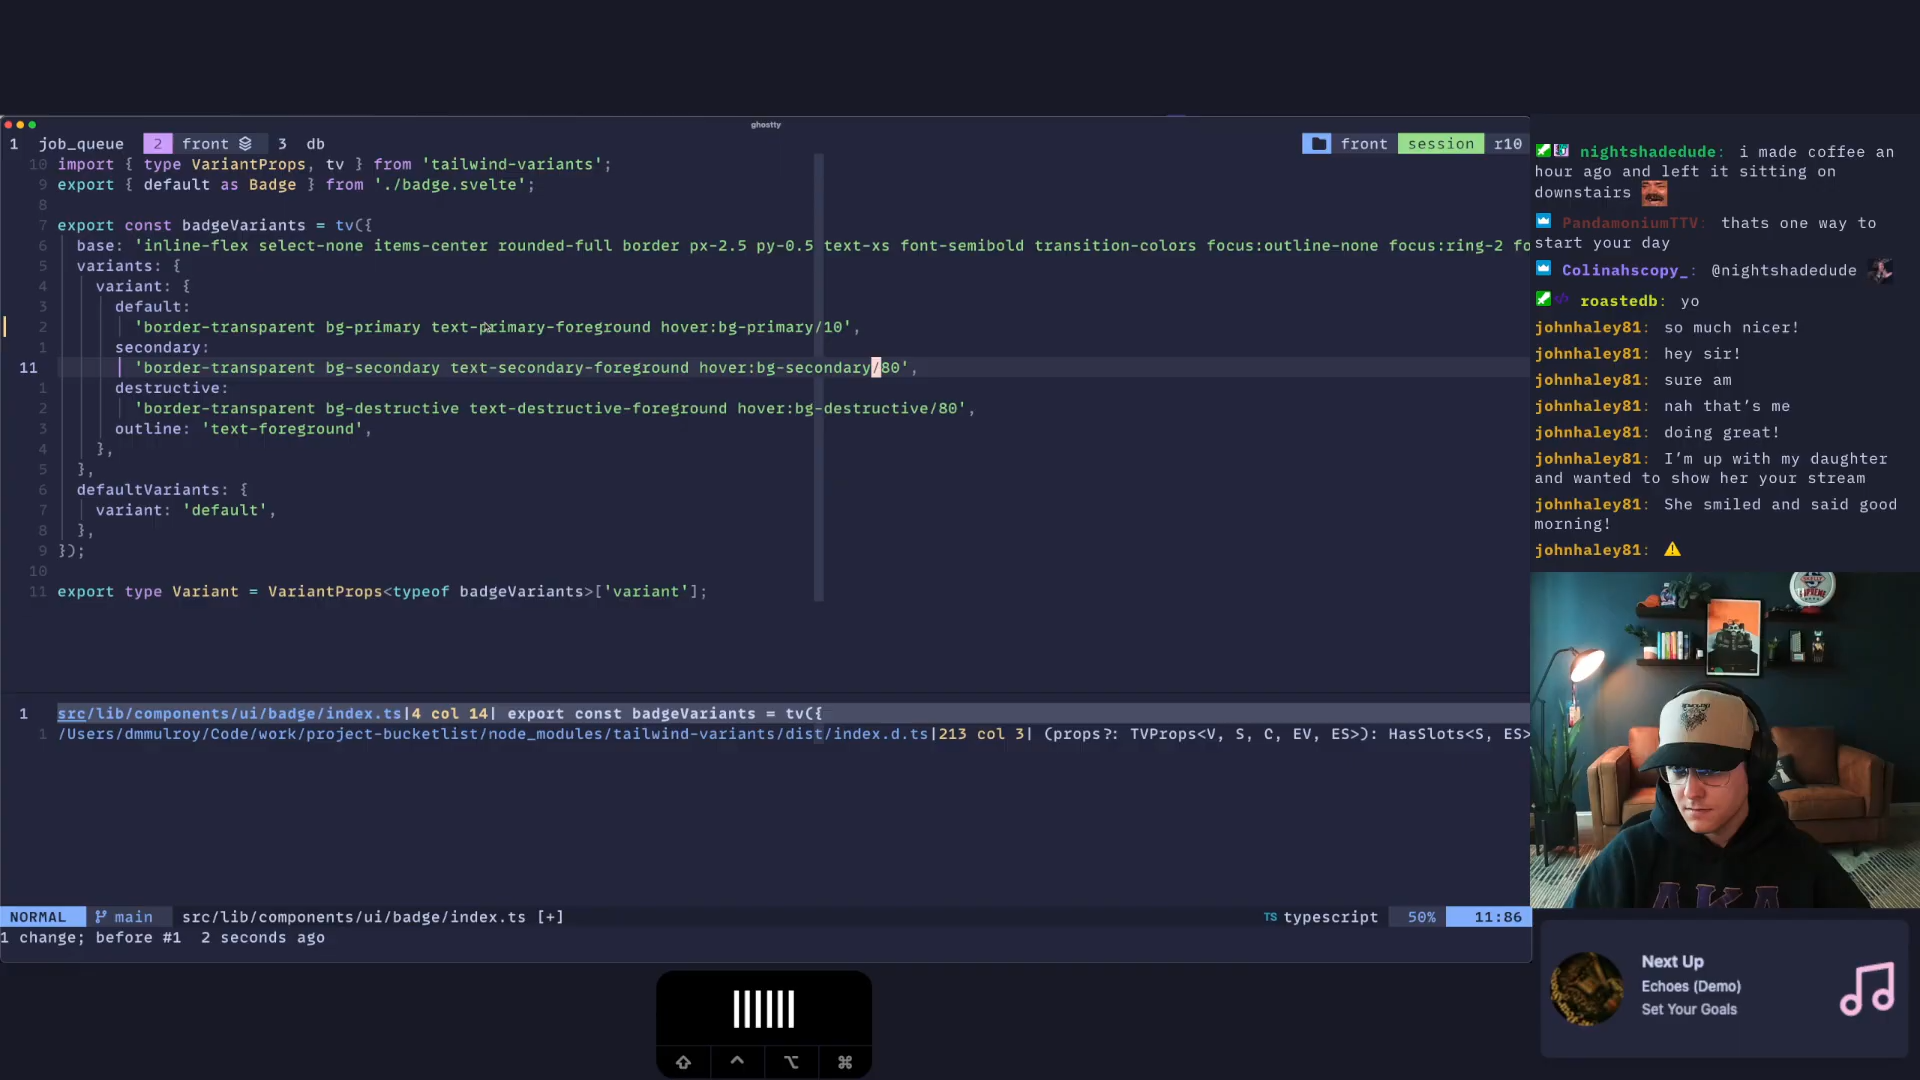 ghostty
1 job_queue 2 front 3 db
front session r10
10 import { type VariantProps, tv } from 'tailwind-variants';
9 export { default as Badge } from './badge.svelte';
8
7 export const badgeVariants = tv({
6 base: 'inline-flex select-none items-center rounded-full border px-2.5 py-0.5 text-xs font-semibold transition-colors focus:outline-none focus:ring-2 fo
5 variants: {
4 variant: {
3 default:
2 'border-transparent bg-primary text-primary-foreground hover:bg-primary/10',
1 secondary:
11 'border-transparent bg-secondary text-secondary-foreground hover:bg-secondary/80',
1 destructive:
2 'border-transparent bg-destructive text-destructive-foreground hover:bg-destructive/80',
3 outline: 'text-foreground',
4 },
5 },
6 defaultVariants: {
7 variant: 'default',
8 },
9 });
10
11 export type Variant = VariantProps<typeof badgeVariants>['variant'];
1 src/lib/components/ui/badge/index.ts|4 col 14| export const badgeVariants = tv({
1 /Users/dmmulroy/Code/work/project-bucketlist/node_modules/tailwind-variants/dist/index.d.ts|213 col 3| (props?: TVProps<V, S, C, EV, ES>): HasSlots<S, ES>
NORMAL main src/lib/components/ui/badge/index.ts [+] TS typescript 50% 11:86
1 change; before #1 2 seconds ago
nightshadedude: i made coffee an
hour ago and left it sitting on
downstairs
PandamoniumTTV: thats one way to
start your day
Colinahscopy_: @nightshadedude
roastedb: yo
johnhaley81: so much nicer!
johnhaley81: hey sir!
johnhaley81: sure am
johnhaley81: nah that's me
johnhaley81: doing great!
johnhaley81: I'm up with my daughter
and wanted to show her your stream
johnhaley81: She smiled and said good
morning!
johnhaley81: ⚠
Next Up
Echoes (Demo)
Set Your Goals